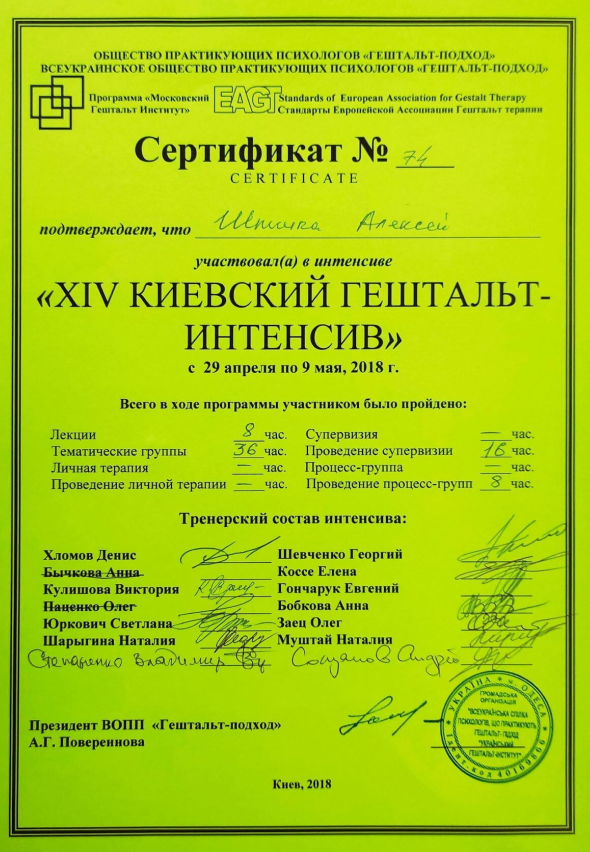 ОБЩЕСТВО ПРАКТИКУЮЩИХ ПСИХОЛОГОВ «ГЕШТАЛЬТ-ПОДХОД»
ВСЕУКРАИНСКОЕ ОБЩЕСТВО ПРАКТИКУЮЩИХ ПСИХОЛОГОВ «ГЕШТАЛЬТ-ПОДХОД»
Программа «Московский Гештальт Институт»
EAGT
Standards of European Association for Gestalt Therapy
Стандарты Европейской Ассоциации Гештальт терапии
Сертификат № 74
CERTIFICATE
подтверждает, что Шпичка Алексей
участвовал(а) в интенсиве
«XIV КИЕВСКИЙ ГЕШТАЛЬТ-
ИНТЕНСИВ»
с 29 апреля по 9 мая, 2018 г.
Всего в ходе программы участником было пройдено:
Лекции 8 час. Супервизия — час.
Тематические группы 36 час. Проведение супервизии 16 час.
Личная терапия — час. Процесс-группа — час.
Проведение личной терапии — час. Проведение процесс-групп 8 час.
Тренерский состав интенсива:
Хломов Денис Шевченко Георгий
Бычкова Анна Коссе Елена
Кулишова Виктория Гончарук Евгений
Паценко Олег Бобкова Анна
Юркович Светлана Заец Олег
Шарыгина Наталия Муштай Наталия
Степаненко Владимир Андрій
Президент ВОПП «Гештальт-подход»
А.Г. Повереннова
УКРАЇНА * м. ОДЕСА
Ідент. код 40169866
ГРОМАДСЬКА
ОРГАНІЗАЦІЯ
"ВСЕУКРАЇНСЬКА СПІЛКА
ПСИХОЛОГІВ, ЩО ПРАКТИКУЮТЬ
ГЕШТАЛЬТ-ПІДХОД
"УКРАЇНСЬКИЙ
ГЕШТАЛЬТ-ІНСТИТУТ"
Киев, 2018